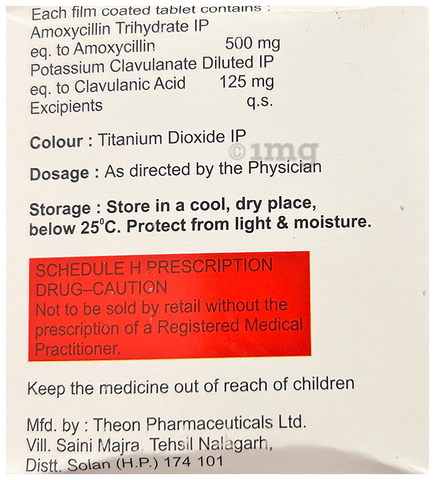 Each film coated tablet contains :
Amoxycillin Trihydrate IP
eq. to Amoxycillin 500 mg
Potassium Clavulanate Diluted IP
eq. to Clavulanic Acid 125 mg
Excipients q.s.
Colour : Titanium Dioxide IP
©1mg
Dosage : As directed by the Physician
Storage : Store in a cool, dry place,
below 25°C. Protect from light & moisture.
SCHEDULE H PRESCRIPTION
DRUG–CAUTION
Not to be sold by retail without the
prescription of a Registered Medical
Practitioner.
Keep the medicine out of reach of children
Mfd. by : Theon Pharmaceuticals Ltd.
Vill. Saini Majra, Tehsil Nalagarh,
Distt. Solan (H.P.) 174 101